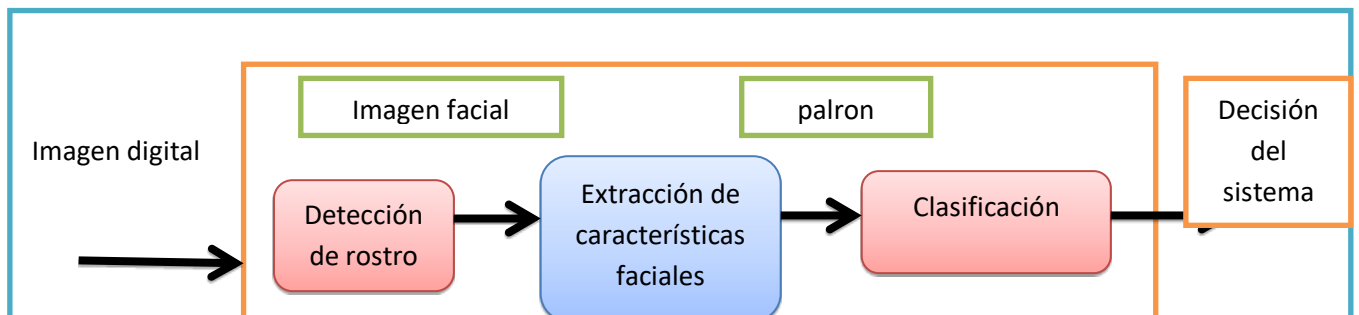 Imagen digital
Imagen facial
palron
Detección
de rostro
Extracción de
características
faciales
Clasificación
Decisión
del
sistema